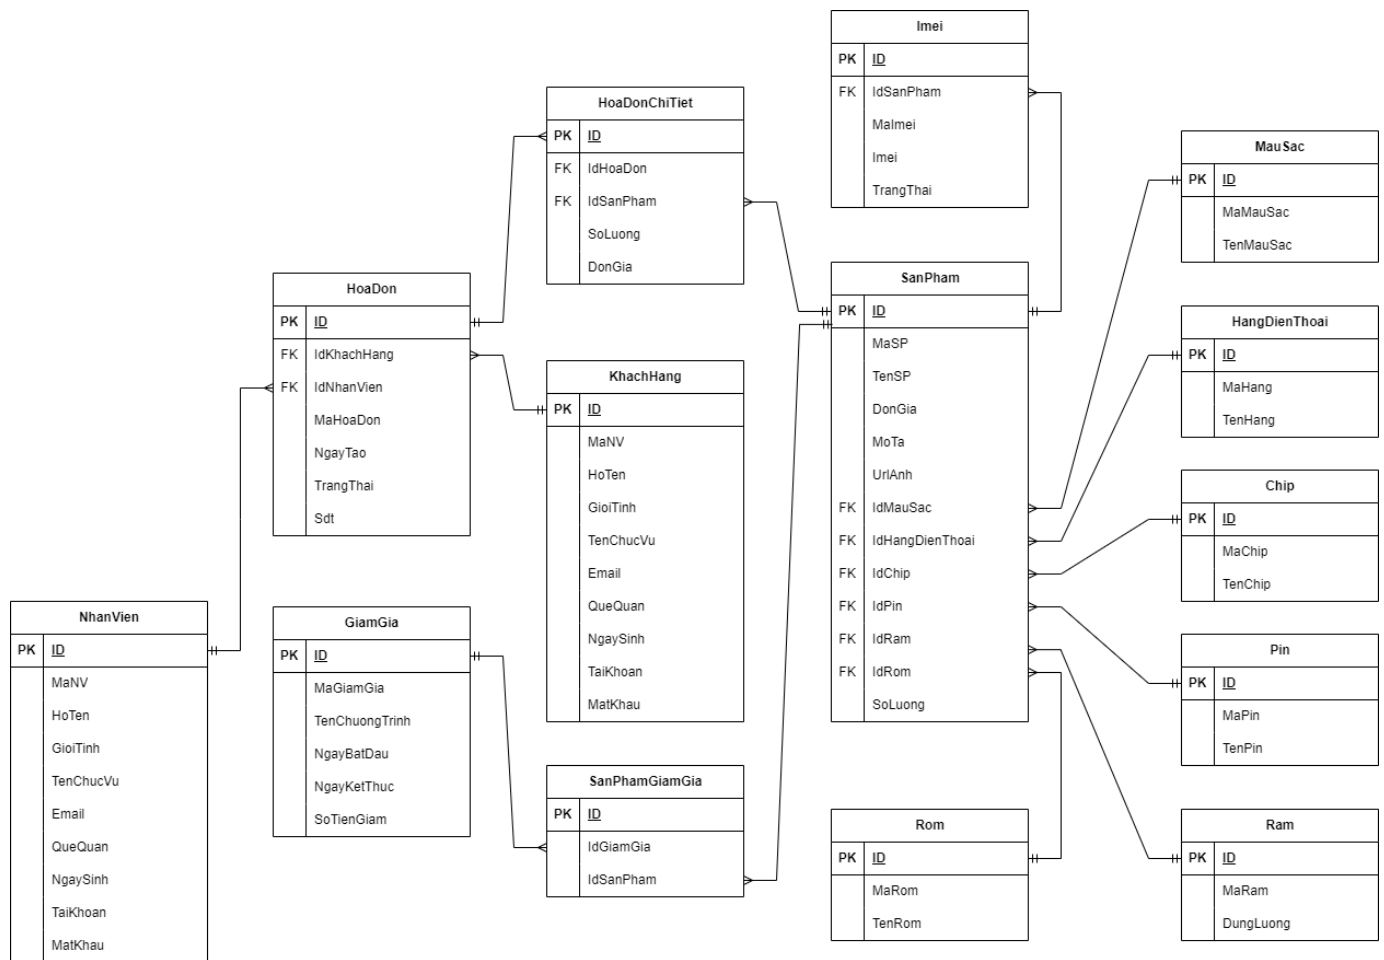 Imei
PK ID
FK IdSanPham
MaImei
Imei
TrangThai
HoaDonChiTiet
PK ID
FK IdHoaDon
FK IdSanPham
SoLuong
DonGia
MauSac
PK ID
MaMauSac
TenMauSac
HoaDon
PK ID
FK IdKhachHang
FK IdNhanVien
MaHoaDon
NgayTao
TrangThai
Sdt
SanPham
PK ID
MaSP
TenSP
DonGia
MoTa
UrlAnh
FK IdMauSac
FK IdHangDienThoai
FK IdChip
FK IdPin
FK IdRam
FK IdRom
SoLuong
HangDienThoai
PK ID
MaHang
TenHang
KhachHang
PK ID
MaNV
HoTen
GioiTinh
TenChucVu
Email
QueQuan
NgaySinh
TaiKhoan
MatKhau
Chip
PK ID
MaChip
TenChip
NhanVien
PK ID
MaNV
HoTen
GioiTinh
TenChucVu
Email
QueQuan
NgaySinh
TaiKhoan
MatKhau
GiamGia
PK ID
MaGiamGia
TenChuongTrinh
NgayBatDau
NgayKetThuc
SoTienGiam
Pin
PK ID
MaPin
TenPin
SanPhamGiamGia
PK ID
IdGiamGia
IdSanPham
Rom
PK ID
MaRom
TenRom
Ram
PK ID
MaRam
DungLuong